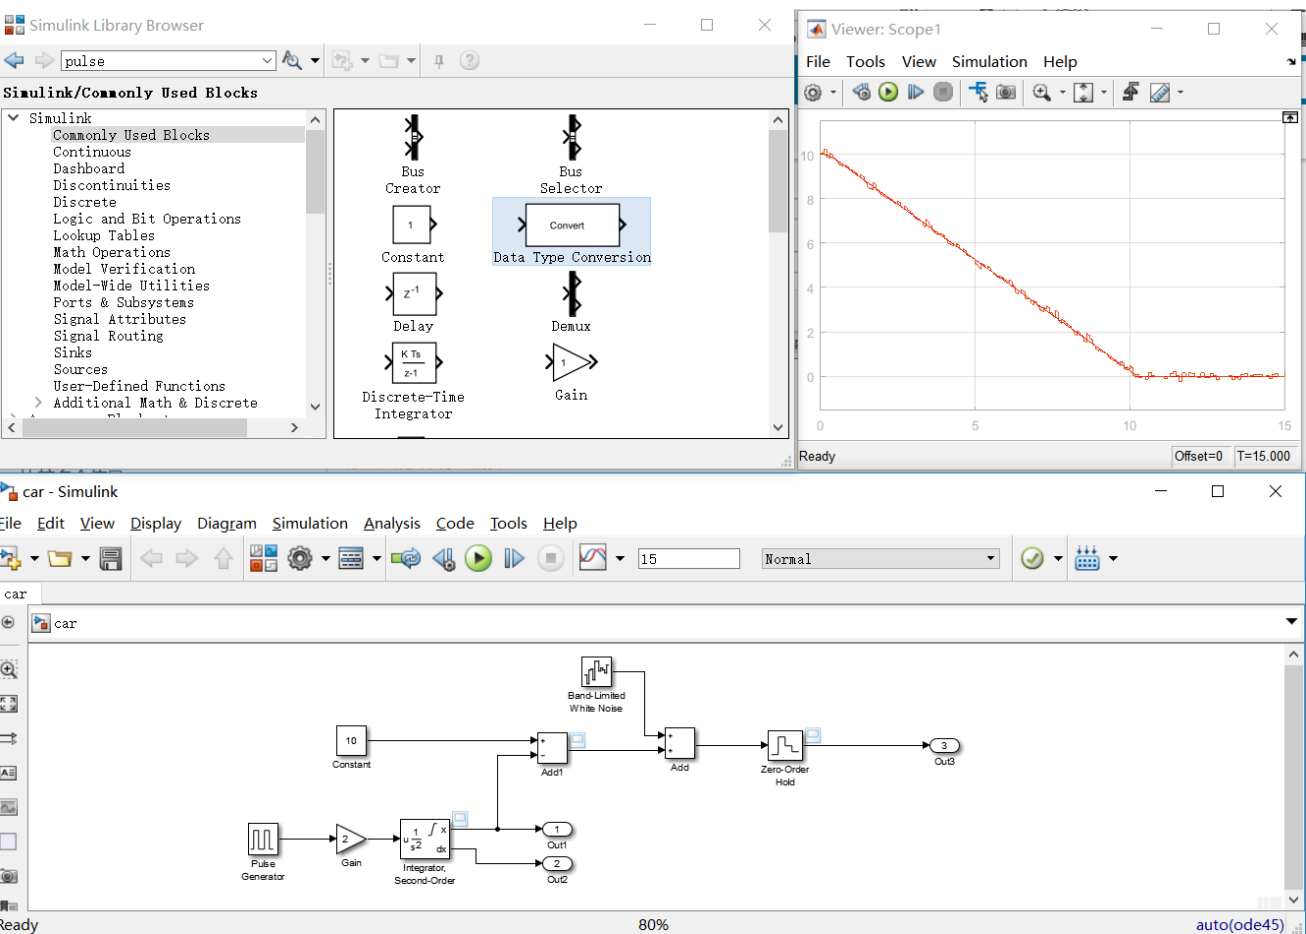 Simulink Library Browser
pulse
Simulink/Commonly Used Blocks
Simulink
Commonly Used Blocks
Continuous
Dashboard
Discontinuities
Discrete
Logic and Bit Operations
Lookup Tables
Math Operations
Model Verification
Model-Wide Utilities
Ports & Subsystems
Signal Attributes
Signal Routing
Sinks
Sources
User-Defined Functions
Additional Math & Discrete
Bus
Creator
Bus
Selector
1
Constant
Convert
Data Type Conversion
z-1
Delay
Demux
K Ts
z-1
Discrete-Time
Integrator
1
Gain
Viewer: Scope1
File Tools View Simulation Help
10
8
6
4
2
0
0 5 10 15
Ready Offset=0 T=15.000
car - Simulink
File Edit View Display Diagram Simulation Analysis Code Tools Help
15 Normal
car
car
Band-Limited
White Noise
10
Constant
+
−
Add1
+
+
Add
Zero-Order
Hold
3
Out3
Pulse
Generator
2
Gain
u 1 s2 ∫ x
dx
Integrator,
Second-Order
1
Out1
2
Out2
Ready 80% auto(ode45)